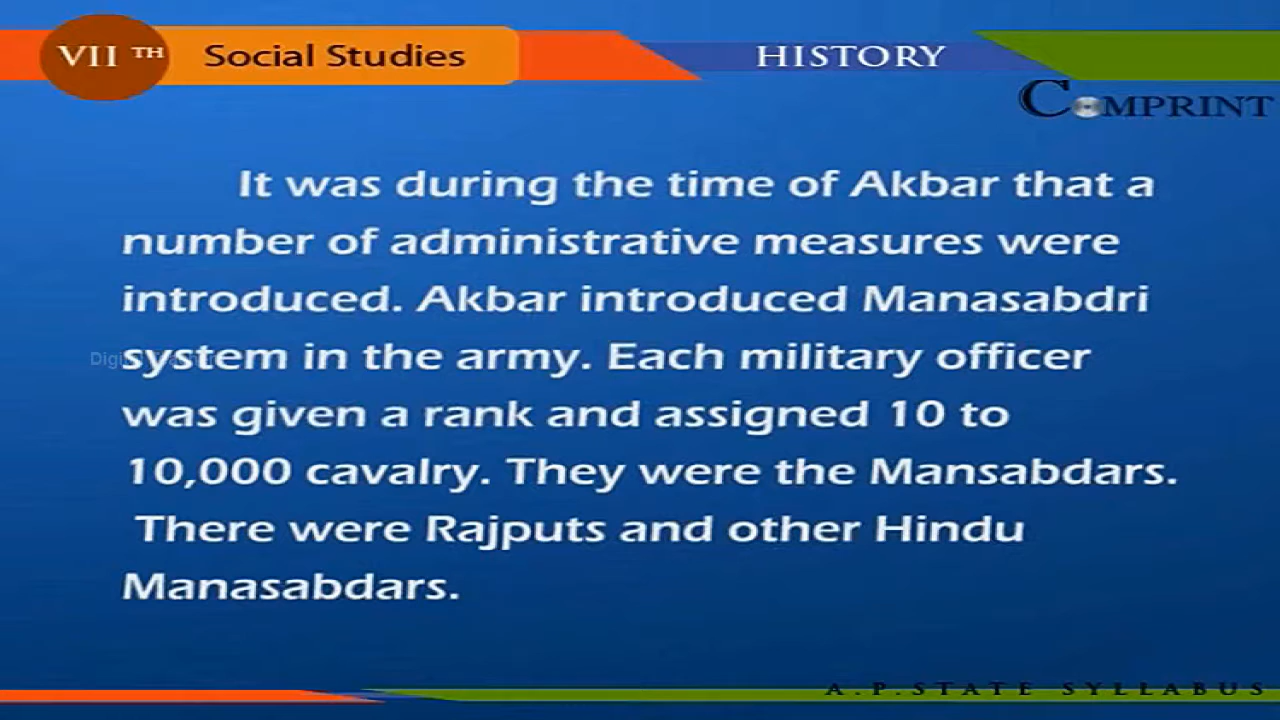 VII TH Social Studies HISTORY
COMPRINT
It was during the time of Akbar that a
number of administrative measures were
introduced. Akbar introduced Manasabdri
system in the army. Each military officer
was given a rank and assigned 10 to
10,000 cavalry. They were the Mansabdars.
There were Rajputs and other Hindu
Manasabdars.
A.P.STATE SYLLABUS